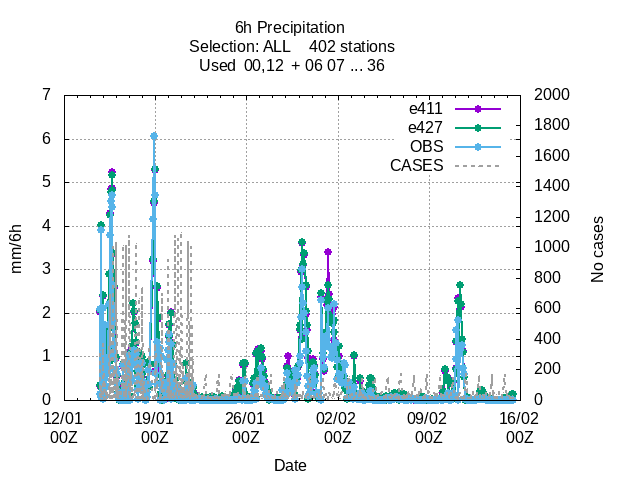 6h Precipitation
Selection: ALL 402 stations
Used 00,12 + 06 07 ... 36
7
6
5
4
3
2
1
0
mm/6h
2000
1800
1600
1400
1200
1000
800
600
400
200
0
No cases
e411
e427
OBS
CASES
12/01 19/01 26/01 02/02 09/02 16/02
00Z 00Z 00Z 00Z 00Z 00Z
Date